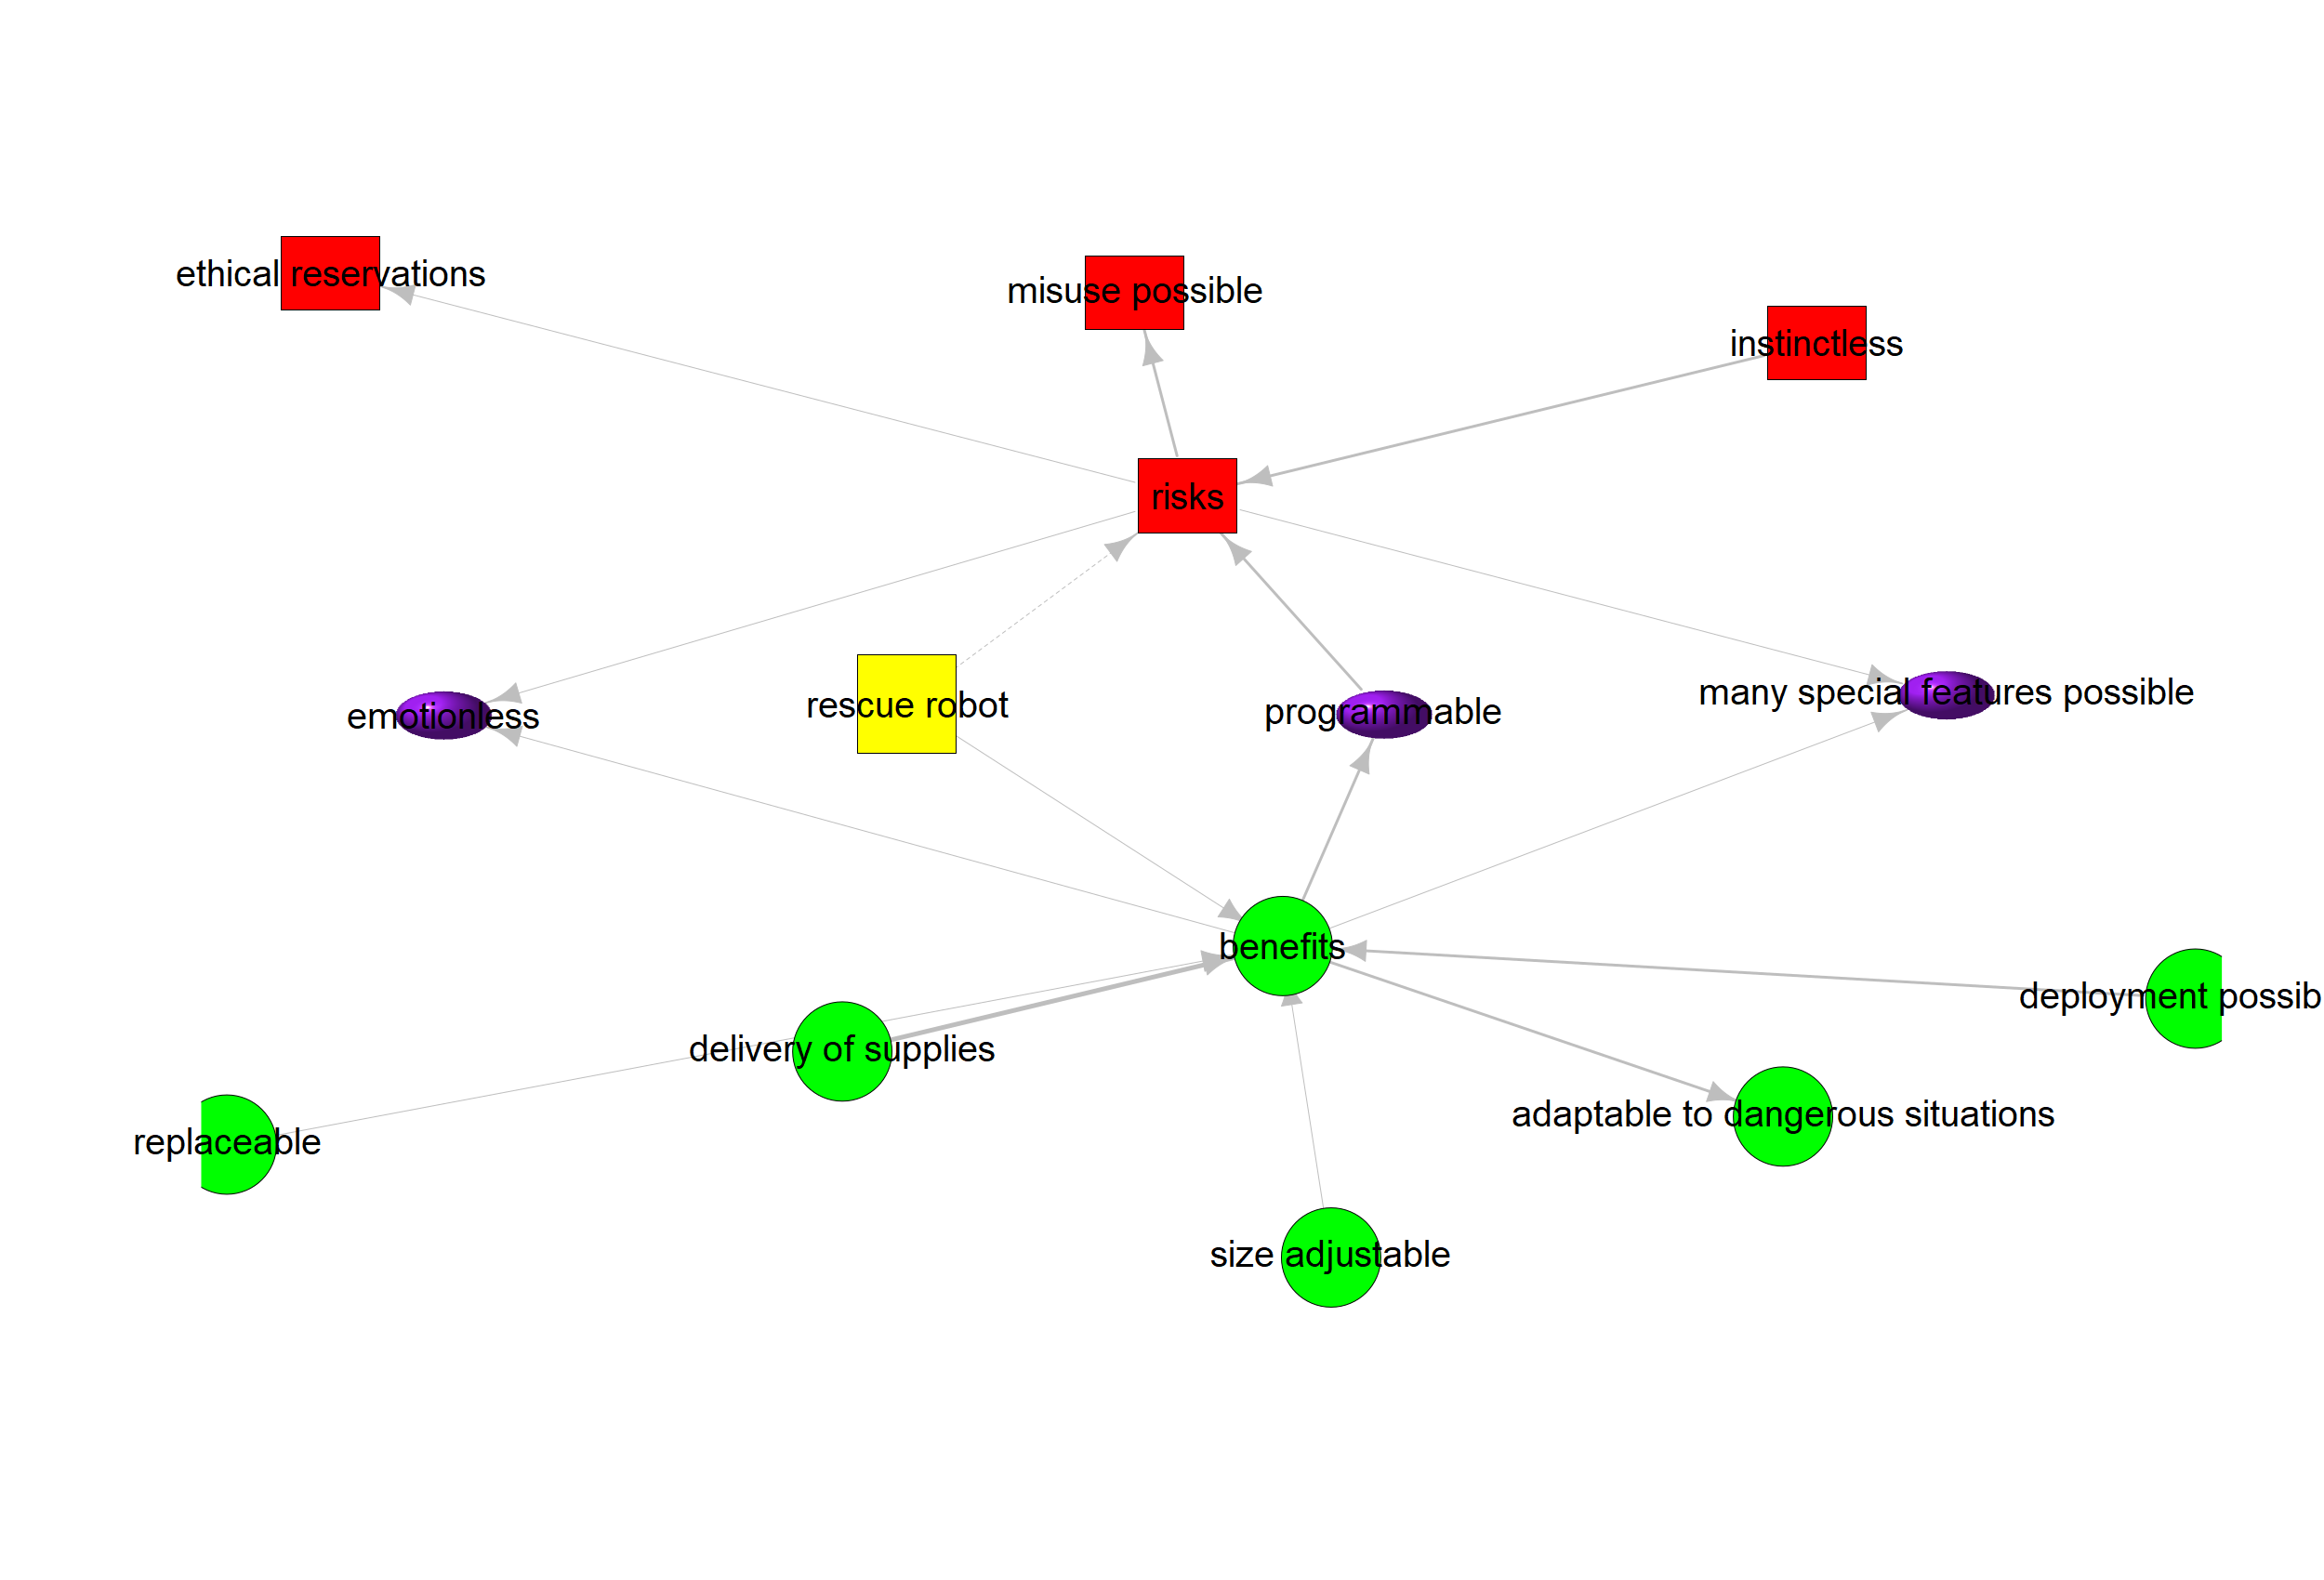 ethical reservations
misuse possible
instinctless
risks
emotionless
rescue robot
programmable
many special features possible
benefits
deployment possib
delivery of supplies
adaptable to dangerous situations
replaceable
size adjustable